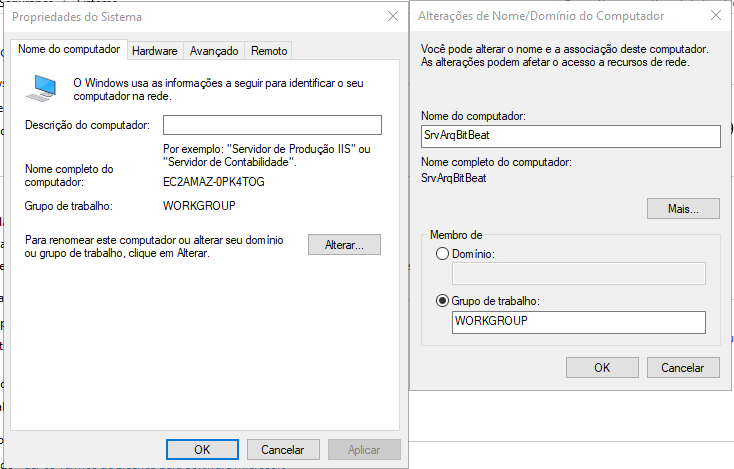 Propriedades do Sistema
Nome do computador
Hardware
Avançado
Remoto
O Windows usa as informações a seguir para identificar o seu
computador na rede.
Descrição do computador:
Por exemplo: "Servidor de Produção IIS" ou
"Servidor de Contabilidade".
Nome completo do
computador:
EC2AMAZ-0PK4TOG
Grupo de trabalho:
WORKGROUP
Para renomear este computador ou alterar seu domínio
ou grupo de trabalho, clique em Alterar.
Alterar...
OK
Cancelar
Aplicar
Alterações de Nome/Domínio do Computador
Você pode alterar o nome e a associação deste computador.
As alterações podem afetar o acesso a recursos de rede.
Nome do computador:
SrvArqBitBeat
Nome completo do computador:
SrvArqBitBeat
Mais...
Membro de
Domínio:
Grupo de trabalho:
WORKGROUP
OK
Cancelar